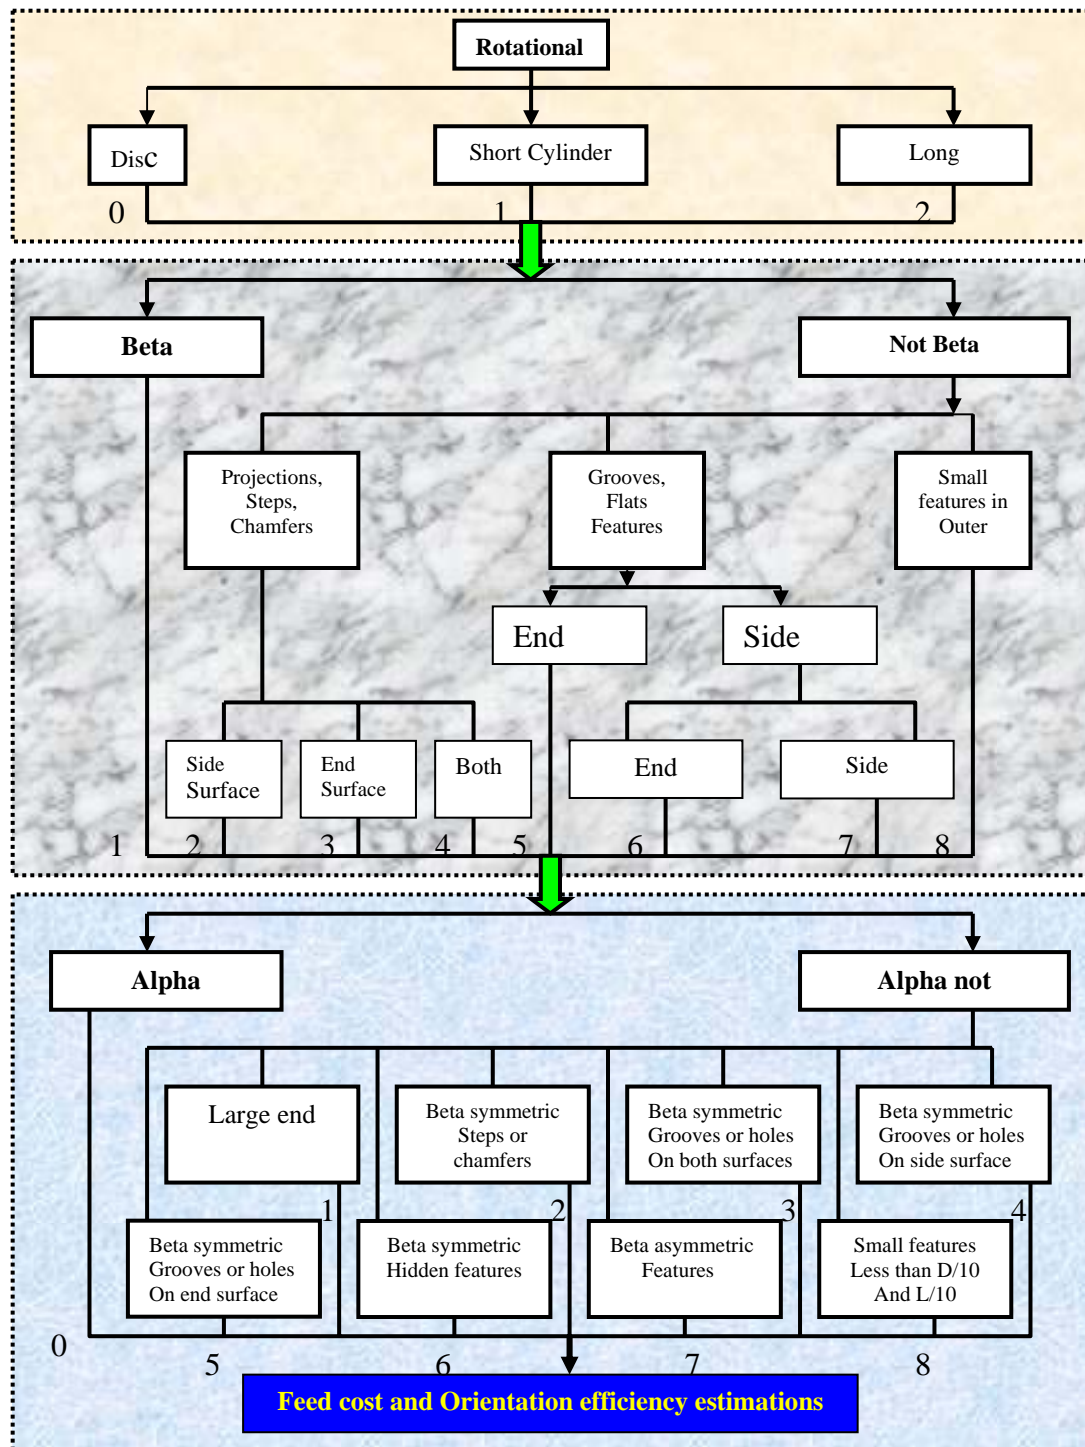 Rotational
Disc
Short Cylinder
Long
0
1
2
Beta
Not Beta
Projections,
Steps,
Chamfers
Grooves,
Flats
Features
Small
features in
Outer
End
Side
Side
Surface
End
Surface
Both
End
Side
1
2
3
4
5
6
7
8
Alpha
Alpha not
Large end
Beta symmetric
Steps or
chamfers
Beta symmetric
Grooves or holes
On both surfaces
Beta symmetric
Grooves or holes
On side surface
1
2
3
4
Beta symmetric
Grooves or holes
On end surface
Beta symmetric
Hidden features
Beta asymmetric
Features
Small features
Less than D/10
And L/10
0
5
6
7
8
Feed cost and Orientation efficiency estimations